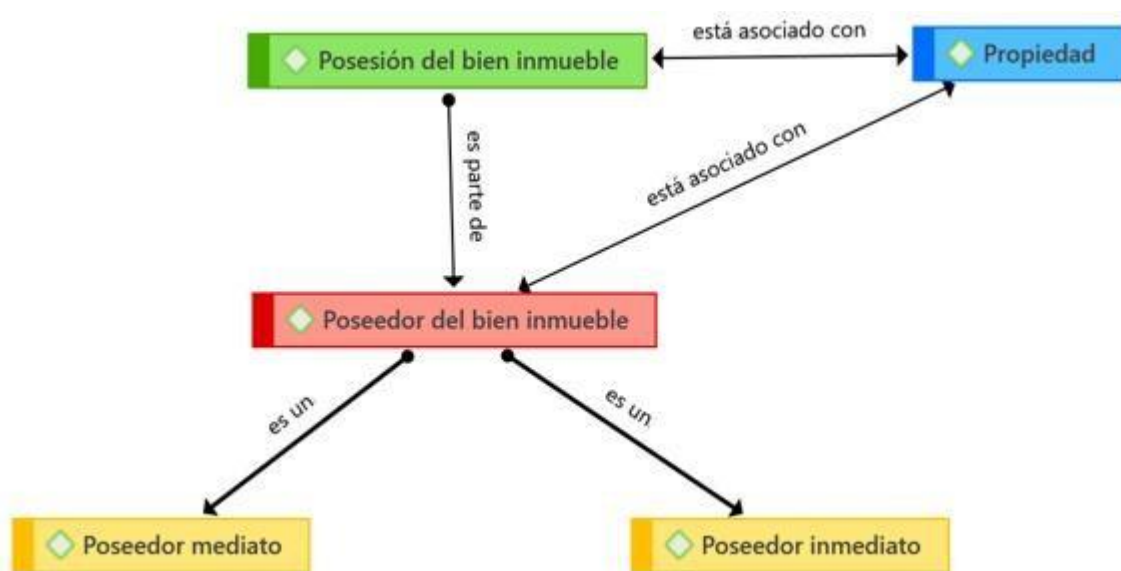 está asociado con
Posesión del bien inmueble
Propiedad
es parte de
está asociado con
Poseedor del bien inmueble
es un
es un
Poseedor mediato
Poseedor inmediato